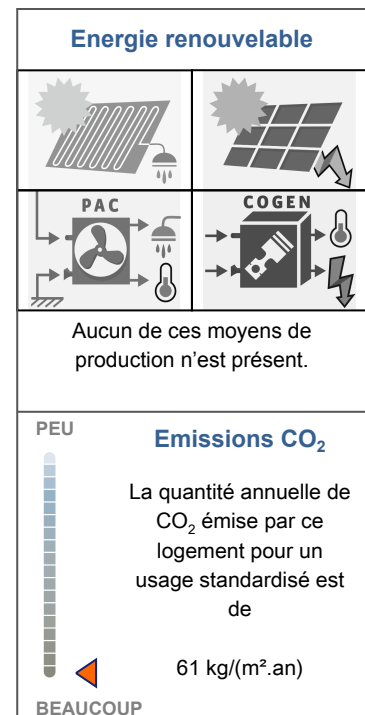 Energie renouvelable
PAC
COGEN
Aucun de ces moyens de
production n'est présent.
PEU
Emissions CO₂
La quantité annuelle de
CO₂ émise par ce
logement pour un
usage standardisé est
de
61 kg/(m².an)
BEAUCOUP